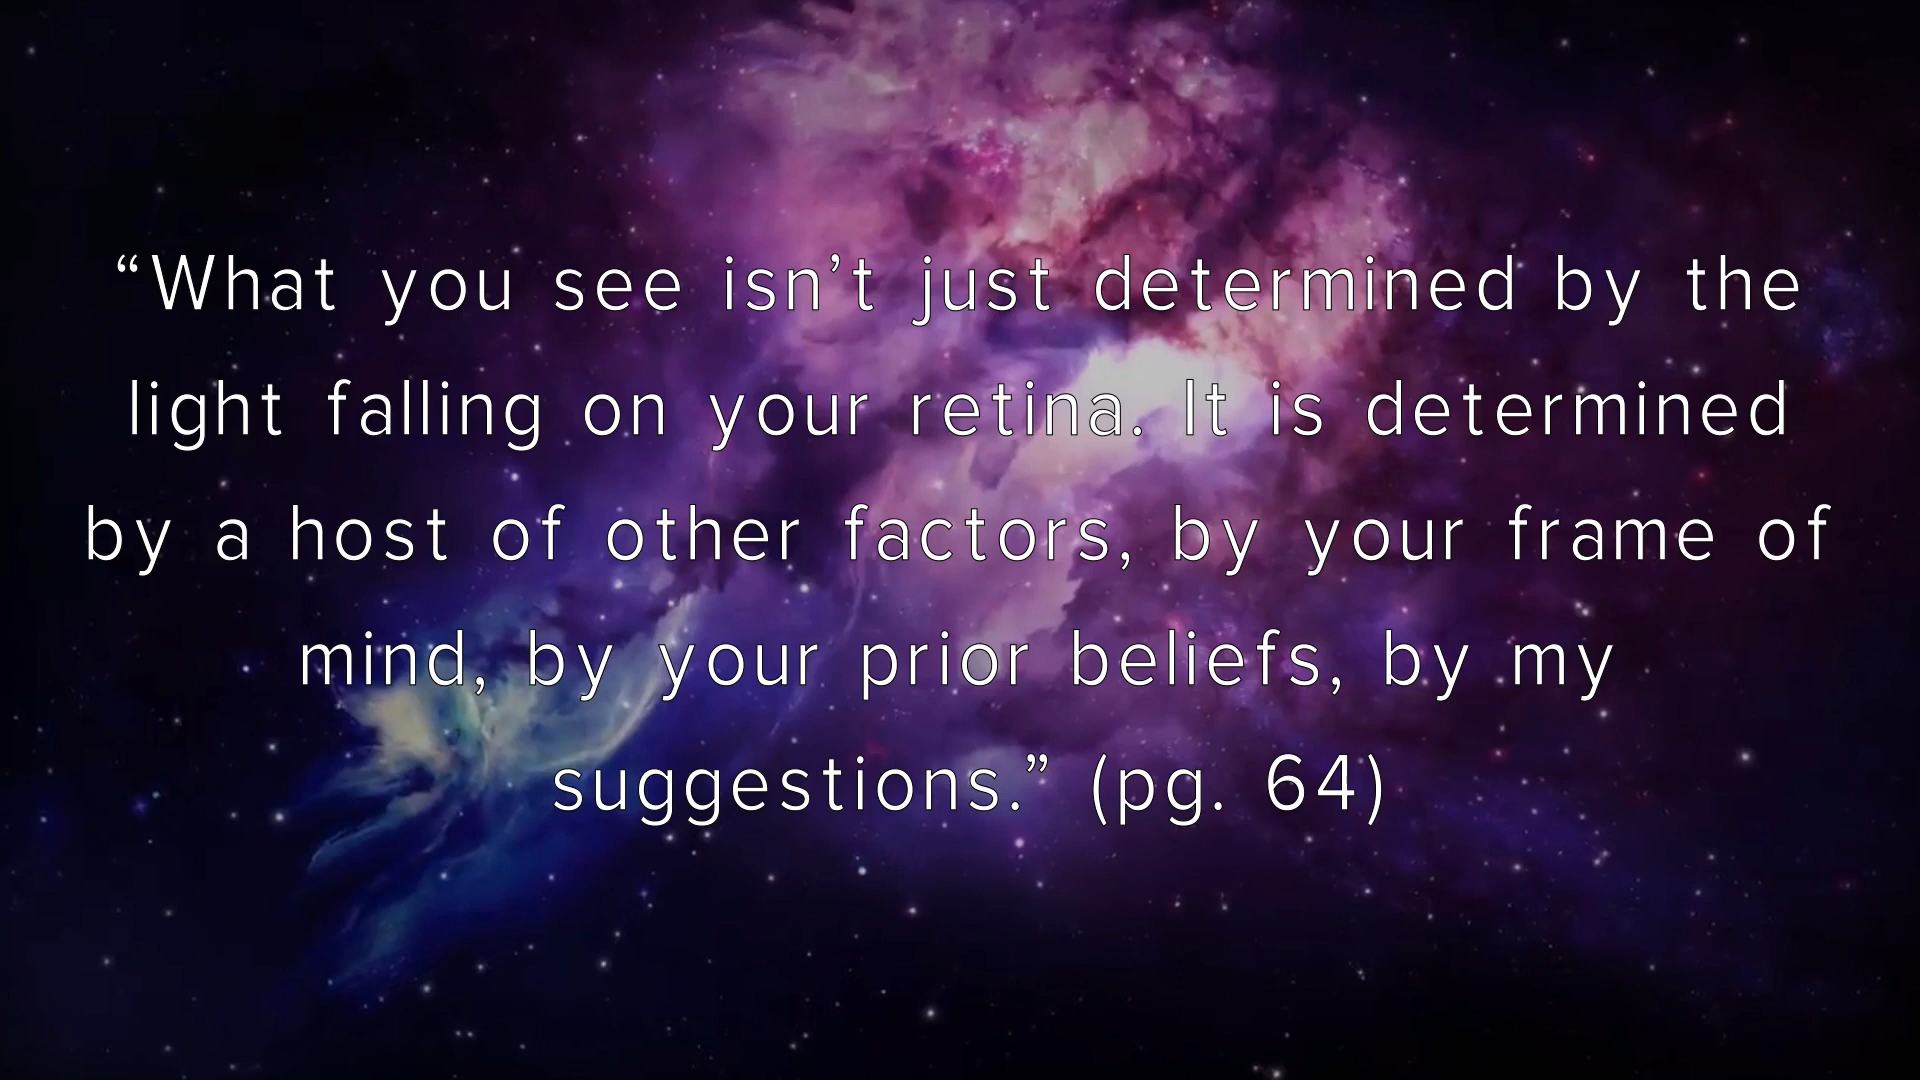 “What you see isn’t just determined by the
light falling on your retina. It is determined
by a host of other factors, by your frame of
mind, by your prior beliefs, by my
suggestions.” (pg. 64)